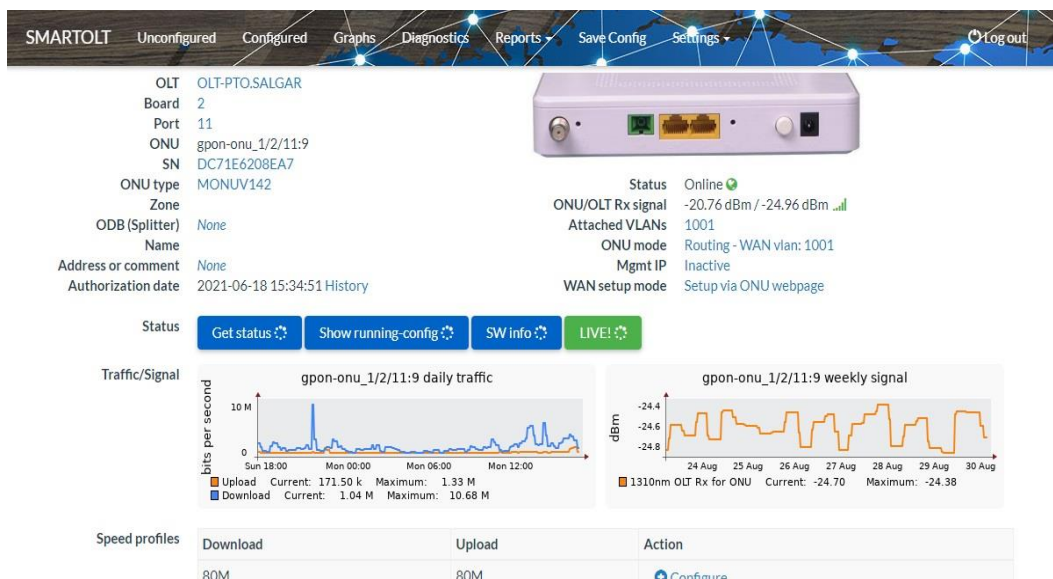 SMARTOLT Unconfigured Configured Graphs Diagnostics Reports Save Config Settings Log out
OLT OLT-PTO.SALGAR
Board 2
Port 11
ONU gpon-onu_1/2/11:9
SN DC71E6208EA7
ONU type MONUV142
Zone
ODB (Splitter) None
Name
Address or comment None
Authorization date 2021-06-18 15:34:51 History
Status Online
ONU/OLT Rx signal -20.76 dBm / -24.96 dBm
Attached VLANs 1001
ONU mode Routing - WAN vlan: 1001
Mgmt IP Inactive
WAN setup mode Setup via ONU webpage
Status Get status Show running-config SW info LIVE!
Traffic/Signal
gpon-onu_1/2/11:9 daily traffic
bits per second
10 M
0
Sun 18:00 Mon 00:00 Mon 06:00 Mon 12:00
Upload Current: 171.50 k Maximum: 1.33 M
Download Current: 1.04 M Maximum: 10.68 M
gpon-onu_1/2/11:9 weekly signal
dBm
-24.4
-24.6
-24.8
24 Aug 25 Aug 26 Aug 27 Aug 28 Aug 29 Aug 30 Aug
1310nm OLT Rx for ONU Current: -24.70 Maximum: -24.38
Speed profiles Download Upload Action
80M 80M Configure